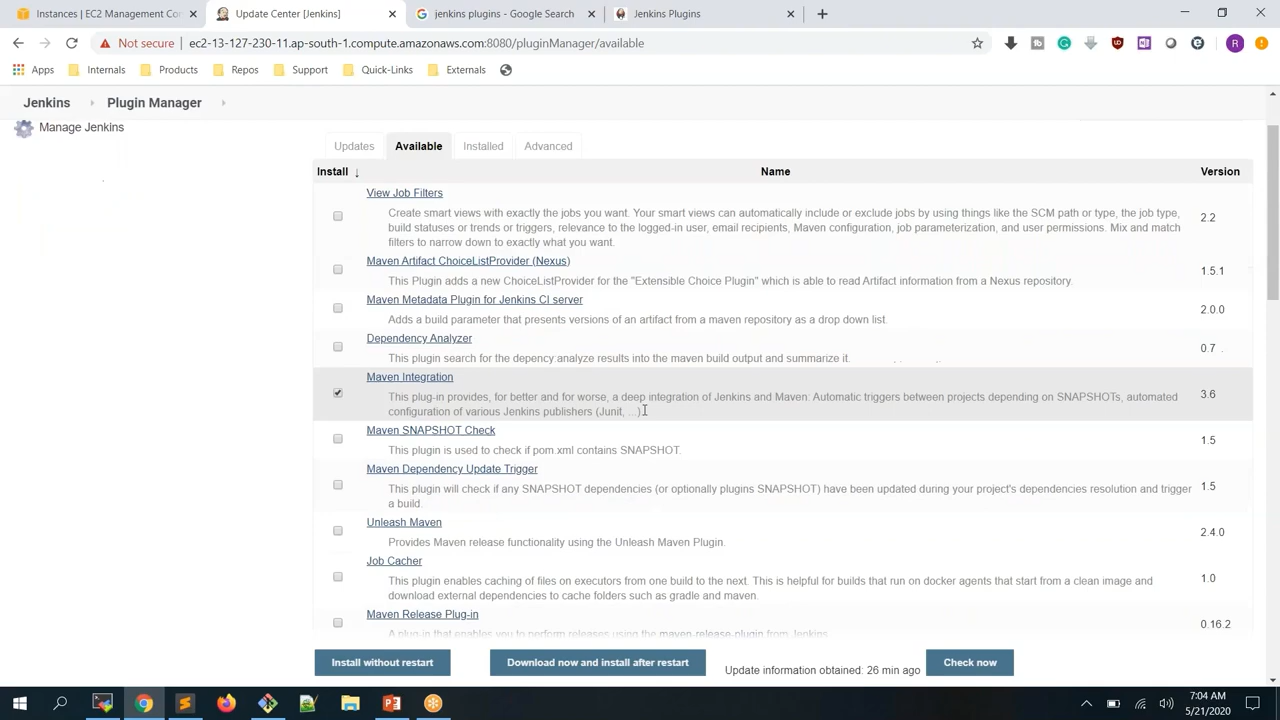 Instances | EC2 Management Co
Update Center [Jenkins]
jenkins plugins - Google Search
Jenkins Plugins
Not secure | ec2-13-127-230-11.ap-south-1.compute.amazonaws.com:8080/pluginManager/available
R
Apps Internals Products Repos Support Quick-Links Externals
Jenkins Plugin Manager
Manage Jenkins
Updates Available Installed Advanced
Install ↓ Name Version
View Job Filters
Create smart views with exactly the jobs you want. Your smart views can automatically include or exclude jobs by using things like the SCM path or type, the job type,
build statuses or trends or triggers, relevance to the logged-in user, email recipients, Maven configuration, job parameterization, and user permissions. Mix and match
filters to narrow down to exactly what you want.
2.2
Maven Artifact ChoiceListProvider (Nexus)
This Plugin adds a new ChoiceListProvider for the "Extensible Choice Plugin" which is able to read Artifact information from a Nexus repository.
1.5.1
Maven Metadata Plugin for Jenkins CI server
Adds a build parameter that presents versions of an artifact from a maven repository as a drop down list.
2.0.0
Dependency Analyzer
This plugin search for the depency:analyze results into the maven build output and summarize it.
0.7
Maven Integration
This plug-in provides, for better and for worse, a deep integration of Jenkins and Maven: Automatic triggers between projects depending on SNAPSHOTs, automated
configuration of various Jenkins publishers (Junit, ...).
3.6
Maven SNAPSHOT Check
This plugin is used to check if pom.xml contains SNAPSHOT.
1.5
Maven Dependency Update Trigger
This plugin will check if any SNAPSHOT dependencies (or optionally plugins SNAPSHOT) have been updated during your project's dependencies resolution and trigger
a build.
1.5
Unleash Maven
Provides Maven release functionality using the Unleash Maven Plugin.
2.4.0
Job Cacher
This plugin enables caching of files on executors from one build to the next. This is helpful for builds that run on docker agents that start from a clean image and
download external dependencies to cache folders such as gradle and maven.
1.0
Maven Release Plug-in
A plug-in that enables you to perform releases using the maven-release-plugin from Jenkins.
0.16.2
Install without restart
Download now and install after restart
Update information obtained: 26 min ago
Check now
7:04 AM
5/21/2020